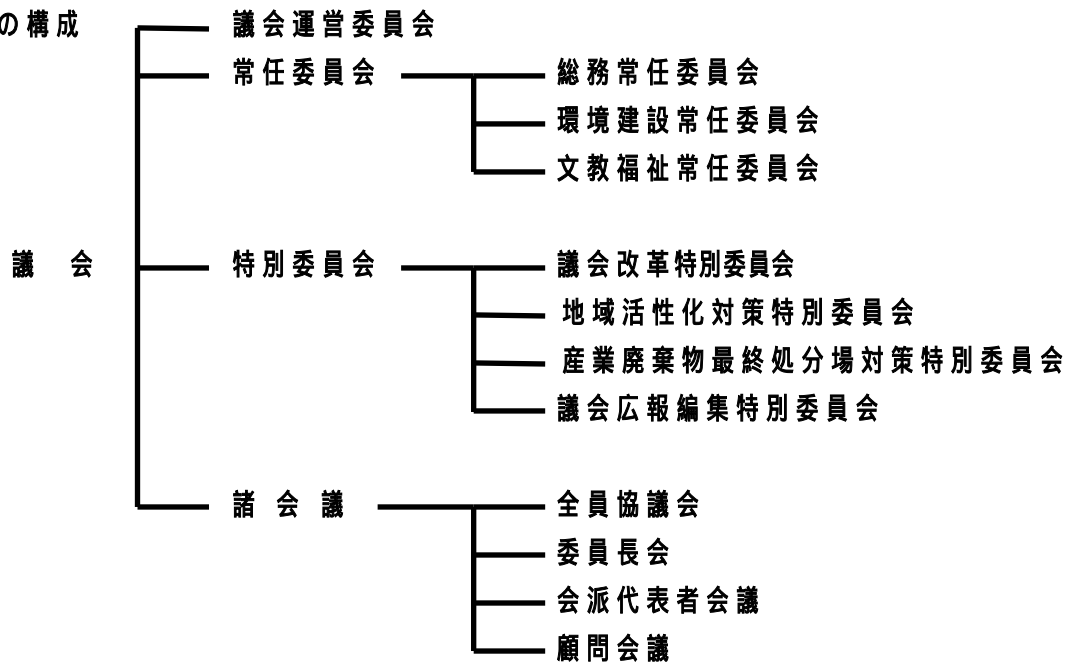 の構成
議会運営委員会
常任委員会
総務常任委員会
環境建設常任委員会
文教福祉常任委員会
議 会
特別委員会
議会改革特別委員会
地域活性化対策特別委員会
産業廃棄物最終処分場対策特別委員会
議会広報編集特別委員会
諸会議
全員協議会
委員長会
会派代表者会議
顧問会議